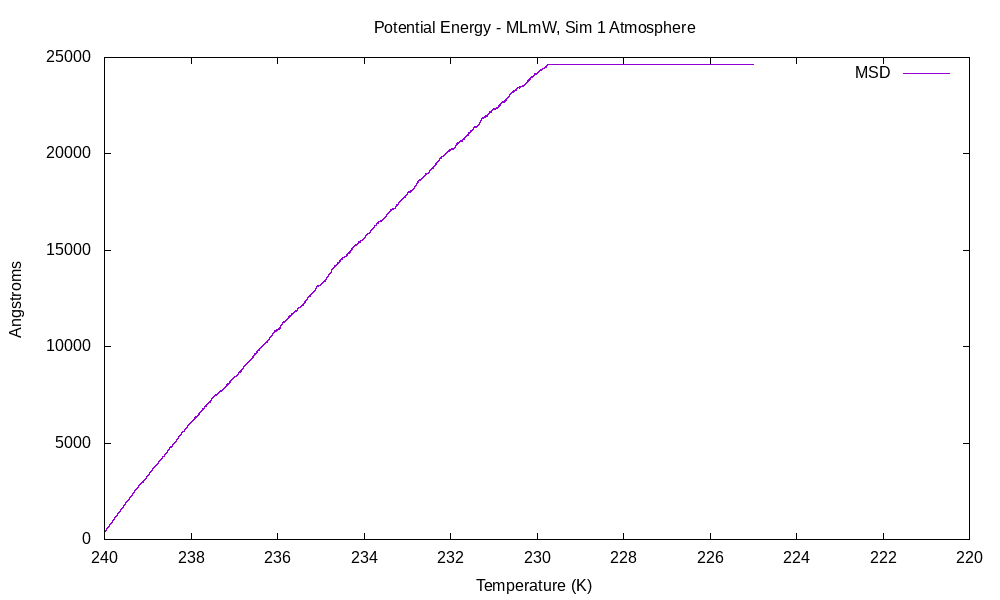 Potential Energy - MLmW, Sim 1 Atmosphere
MSD
25000
20000
15000
10000
5000
0
Angstroms
240 238 236 234 232 230 228 226 224 222 220
Temperature (K)